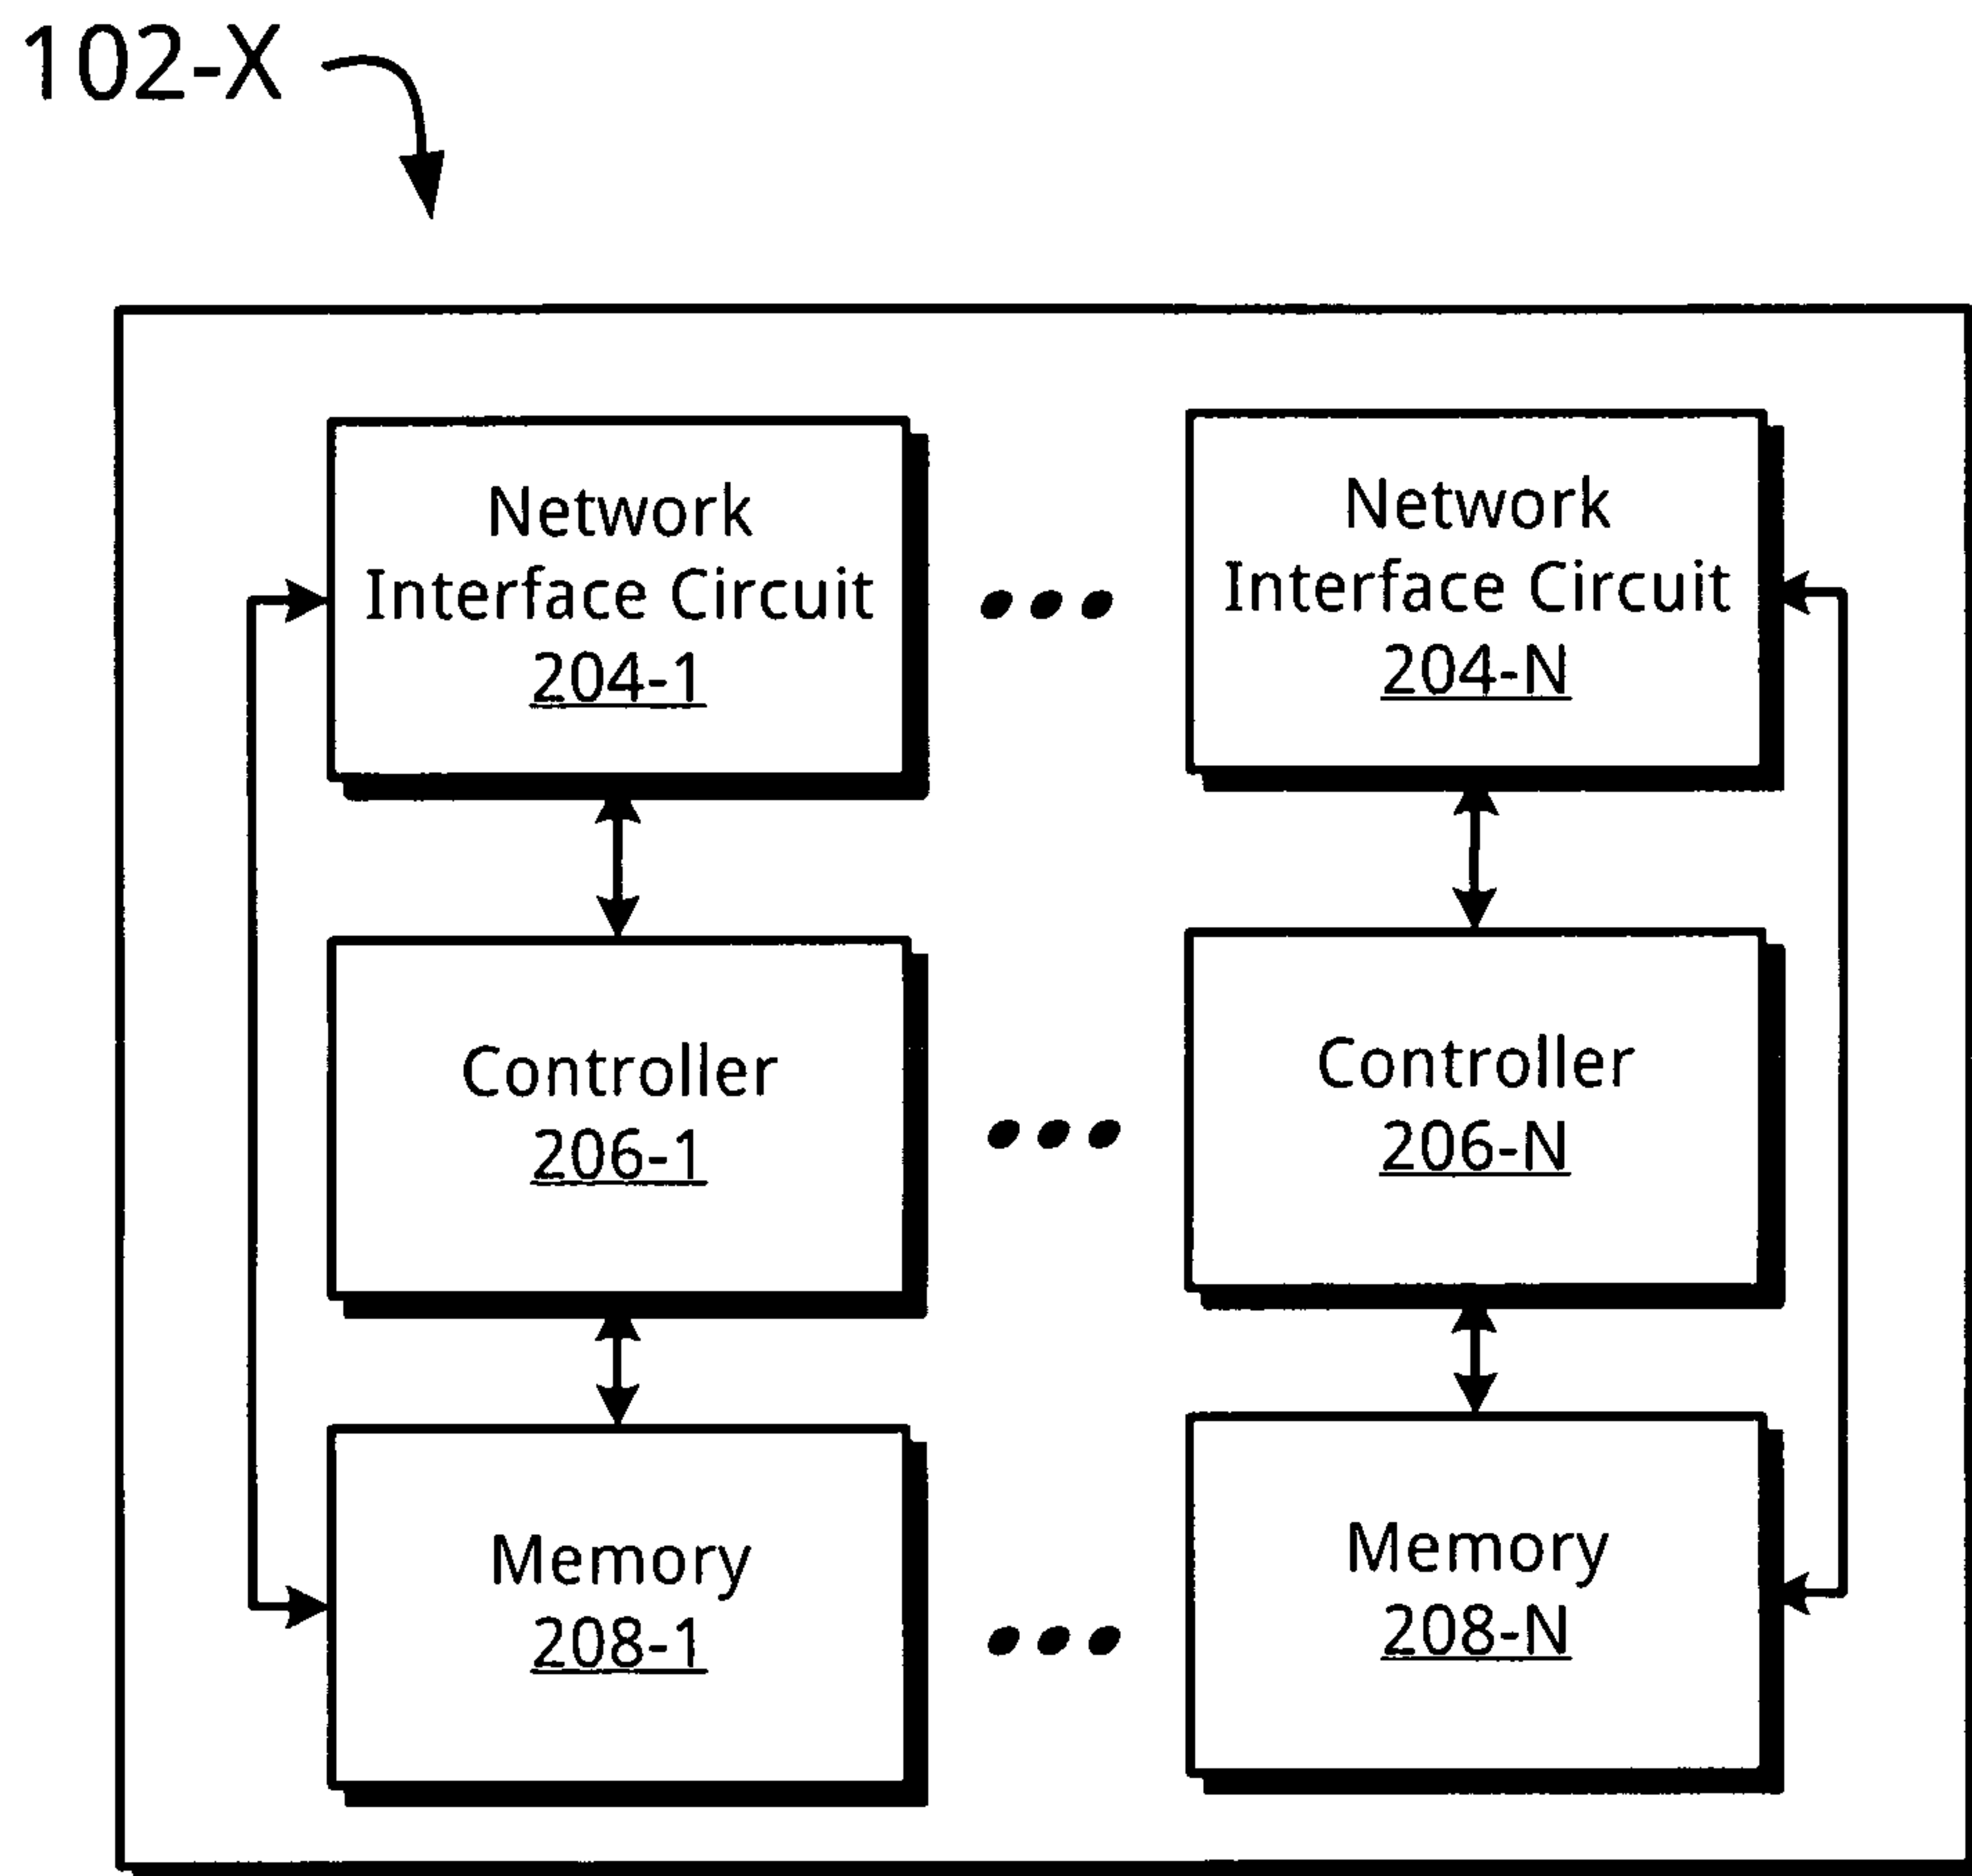 102-X
Network
Interface Circuit
204-1
Network
Interface Circuit
204-N
Controller
206-1
Controller
206-N
Memory
208-1
Memory
208-N